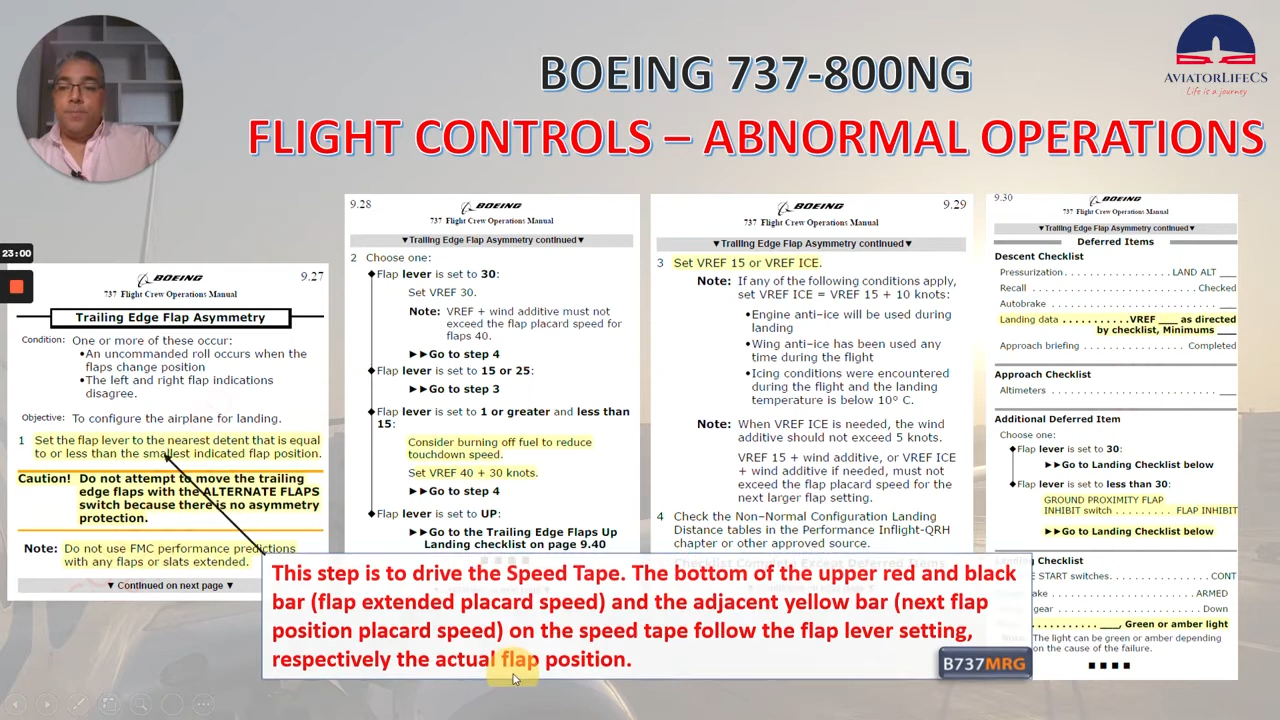 BOEING 737-800NG
FLIGHT CONTROLS – ABNORMAL OPERATIONS
AVIATORLIFECS
Life is a journey
23:00
BOEING
9.27
737 Flight Crew Operations Manual
Trailing Edge Flap Asymmetry
Condition: One or more of these occur:
•An uncommanded roll occurs when the
flaps change position
•The left and right flap indications
disagree.
Objective: To configure the airplane for landing.
1 Set the flap lever to the nearest detent that is equal
to or less than the smallest indicated flap position.
Caution! Do not attempt to move the trailing
edge flaps with the ALTERNATE FLAPS
switch because there is no asymmetry
protection.
Note: Do not use FMC performance predictions
with any flaps or slats extended.
▼ Continued on next page ▼
9.28
BOEING
737 Flight Crew Operations Manual
▼Trailing Edge Flap Asymmetry continued▼
2 Choose one:
◆Flap lever is set to 30:
Set VREF 30.
Note: VREF + wind additive must not
exceed the flap placard speed for
flaps 40.
►►Go to step 4
◆Flap lever is set to 15 or 25:
►►Go to step 3
◆Flap lever is set to 1 or greater and less than
15:
Consider burning off fuel to reduce
touchdown speed.
Set VREF 40 + 30 knots.
►►Go to step 4
◆Flap lever is set to UP:
►►Go to the Trailing Edge Flaps Up
Landing checklist on page 9.40
BOEING
9.29
737 Flight Crew Operations Manual
▼Trailing Edge Flap Asymmetry continued▼
3 Set VREF 15 or VREF ICE.
Note: If any of the following conditions apply,
set VREF ICE = VREF 15 + 10 knots:
•Engine anti-ice will be used during
landing
•Wing anti-ice has been used any
time during the flight
•Icing conditions were encountered
during the flight and the landing
temperature is below 10º C.
Note: When VREF ICE is needed, the wind
additive should not exceed 5 knots.
VREF 15 + wind additive, or VREF ICE
+ wind additive if needed, must not
exceed the flap placard speed for the
next larger flap setting.
4 Check the Non-Normal Configuration Landing
Distance tables in the Performance Inflight-QRH
chapter or other approved source.
Checklist Complete Except Deferred Items
9.30
BOEING
737 Flight Crew Operations Manual
▼Trailing Edge Flap Asymmetry continued▼
Deferred Items
Descent Checklist
Pressurization . . . . . . . . . . . . . . . LAND ALT ___
Recall . . . . . . . . . . . . . . . . . . . . . . Checked
Autobrake . . . . . . . . . . . . . . . . . . . . . . ___
Landing data . . . . . . . . . .VREF ___ as directed
by checklist, Minimums ___
Approach briefing . . . . . . . . . . . . . Completed
Approach Checklist
Altimeters . . . . . . . . . . . . . . . . . . . . . . ___
Additional Deferred Item
Choose one:
◆Flap lever is set to 30:
►►Go to Landing Checklist below
◆Flap lever is set to less than 30:
GROUND PROXIMITY FLAP
INHIBIT switch . . . . . . . . . FLAP INHIBIT
►►Go to Landing Checklist below
Checklist
START switches. . . . . . . . . . . . . CONT
. . . . . . . . . . . . . ARMED
gear . . . . . . . . . . . . . Down
. . . . . . . . . . . ___, Green or amber light
The light can be green or amber depending
on the cause of the failure.
This step is to drive the Speed Tape. The bottom of the upper red and black
bar (flap extended placard speed) and the adjacent yellow bar (next flap
position placard speed) on the speed tape follow the flap lever setting,
respectively the actual flap position.
B737MRG